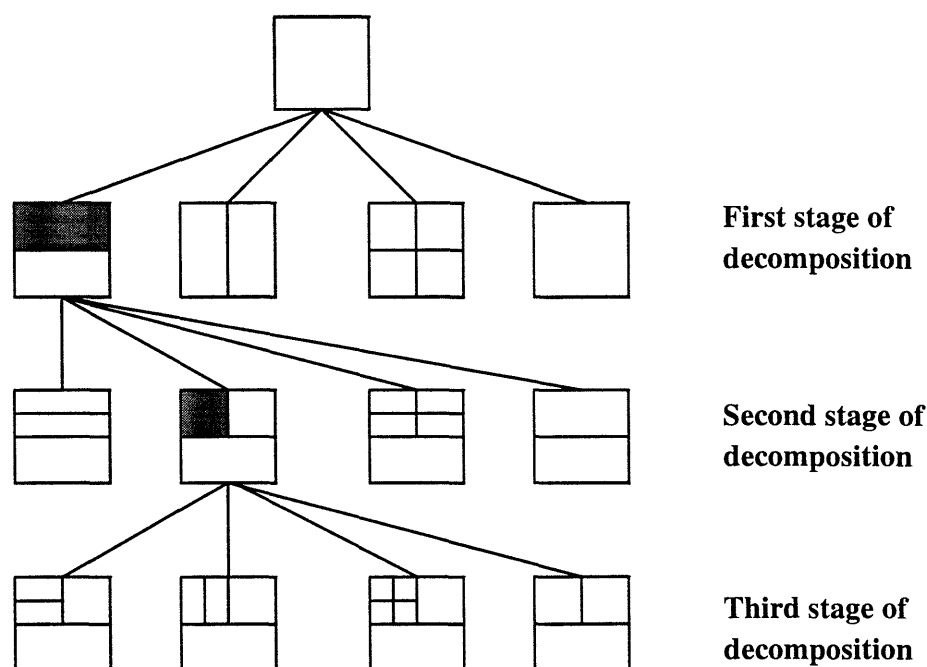 First stage of
decomposition
Second stage of
decomposition
Third stage of
decomposition